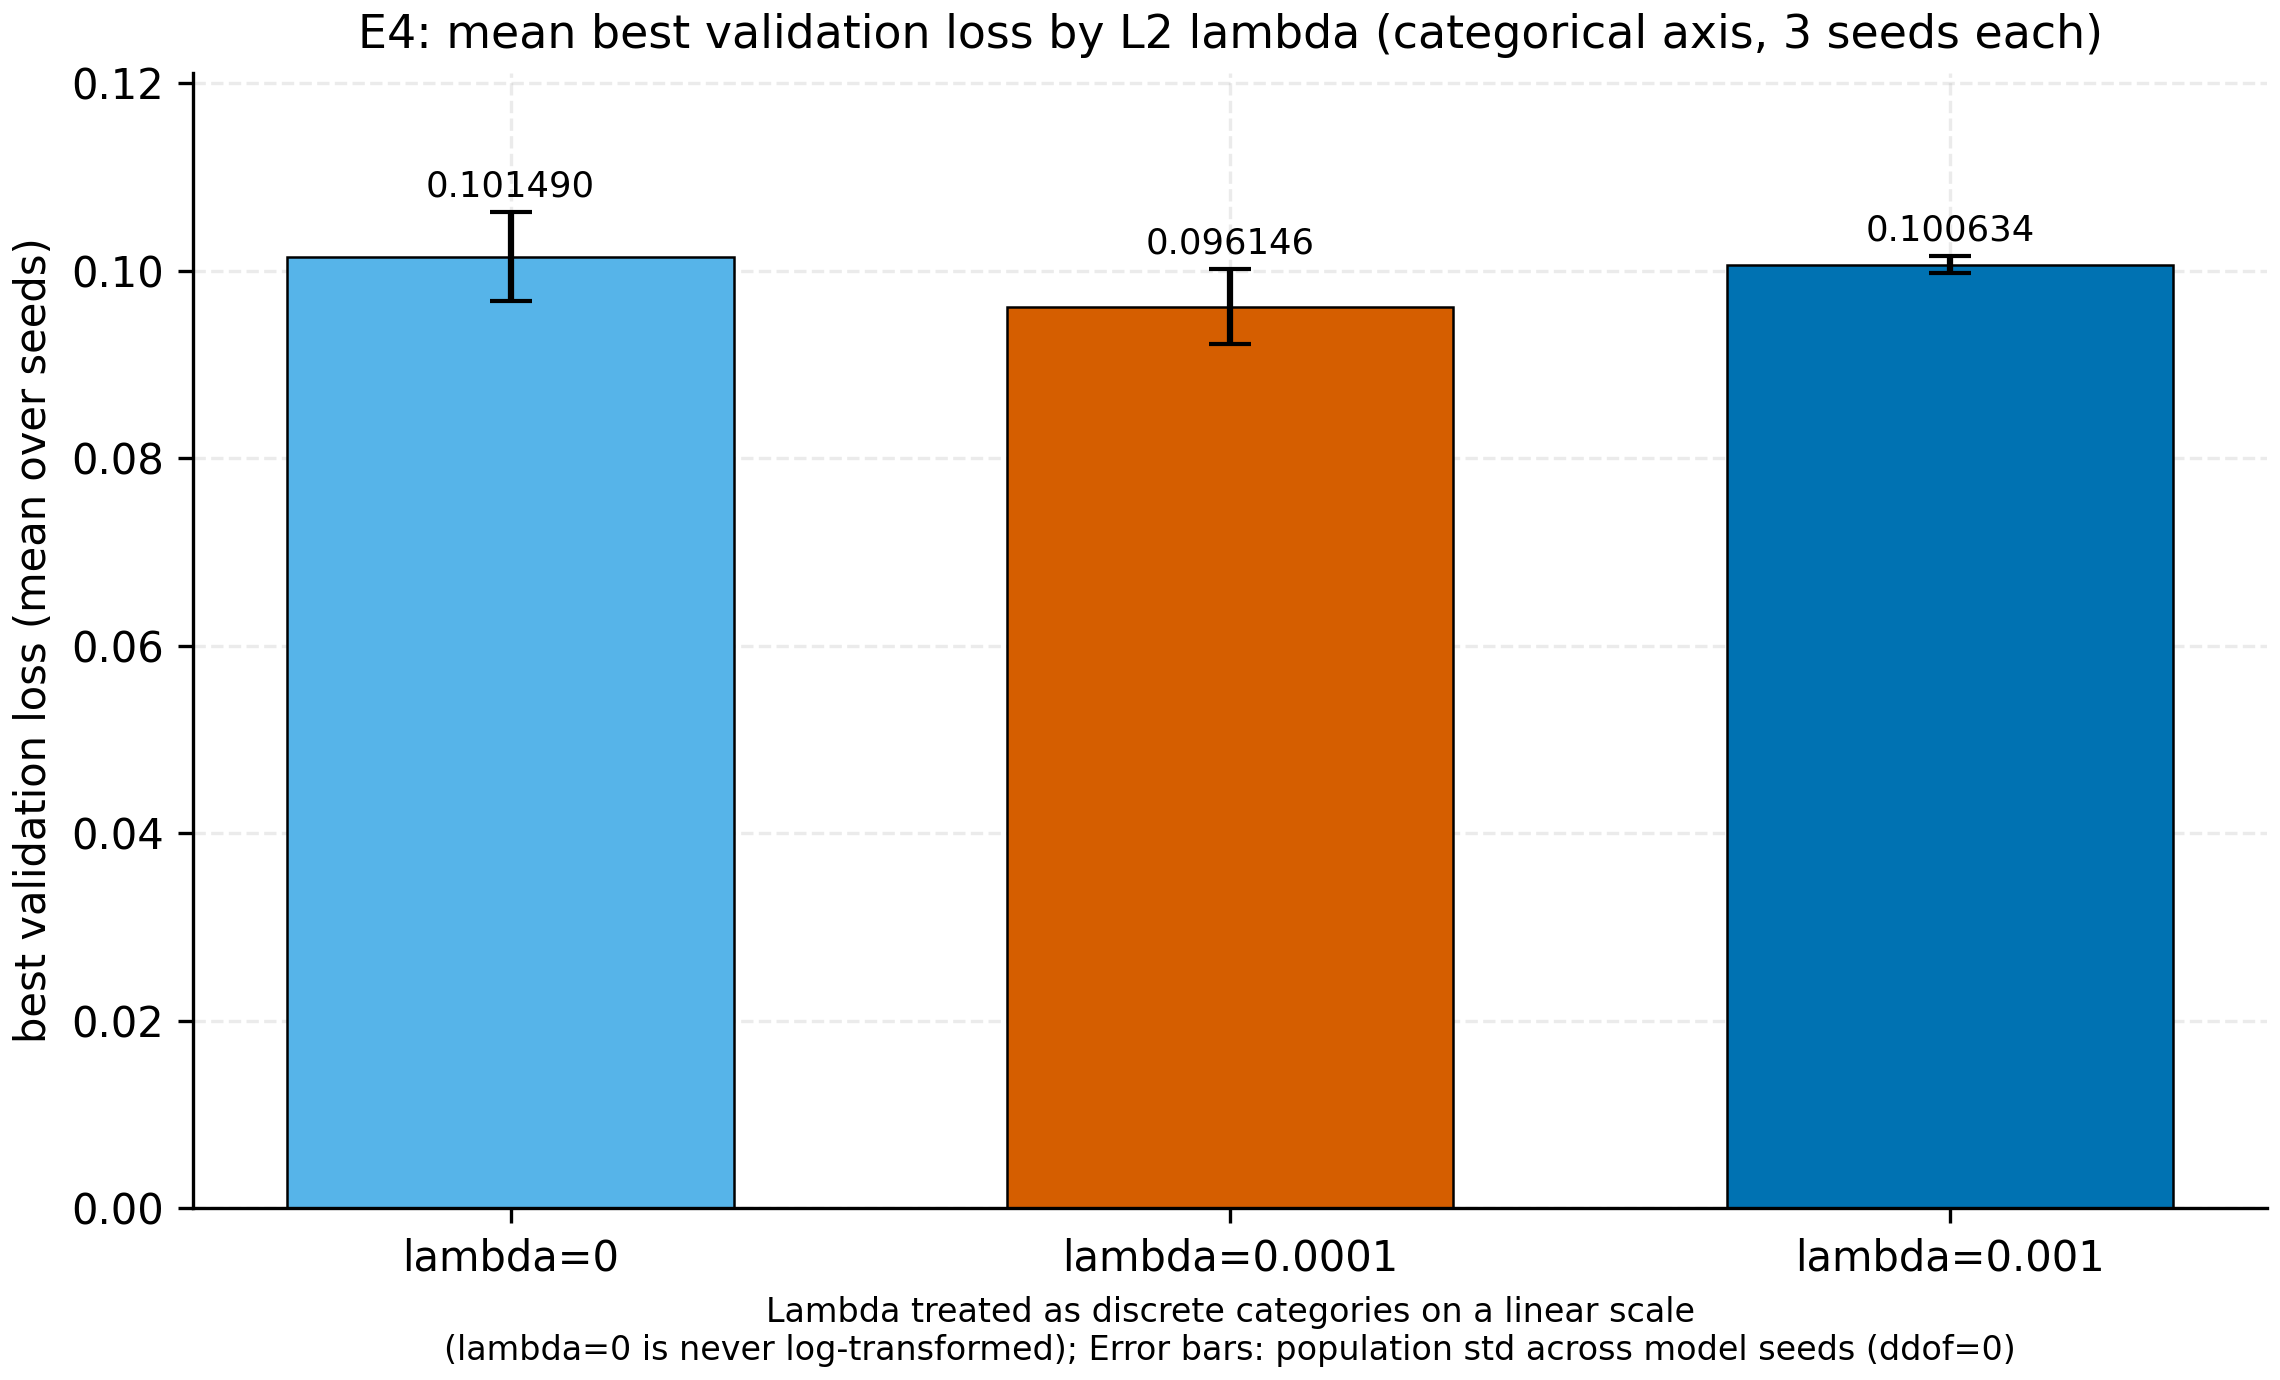 E4: mean best validation loss by L2 lambda (categorical axis, 3 seeds each)
best validation loss (mean over seeds)
0.12
0.10
0.08
0.06
0.04
0.02
0.00
0.101490
0.096146
0.100634
lambda=0
lambda=0.0001
lambda=0.001
Lambda treated as discrete categories on a linear scale
(lambda=0 is never log-transformed); Error bars: population std across model seeds (ddof=0)